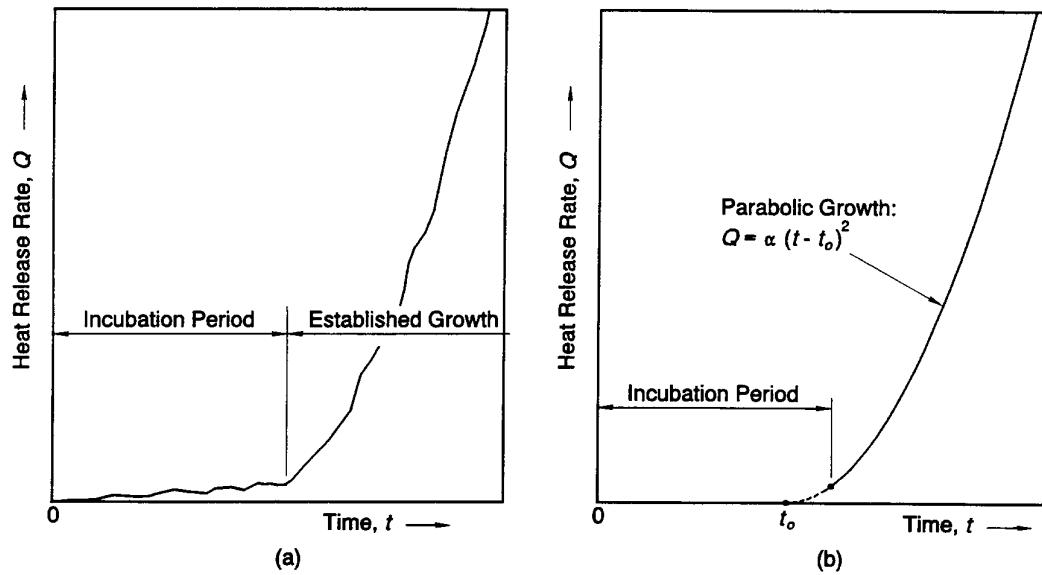 Heat Release Rate, Q
Incubation Period
Established Growth
0
Time, t
(a)
Heat Release Rate, Q
Parabolic Growth:
Q = α (t - to)²
Incubation Period
0
to
Time, t
(b)